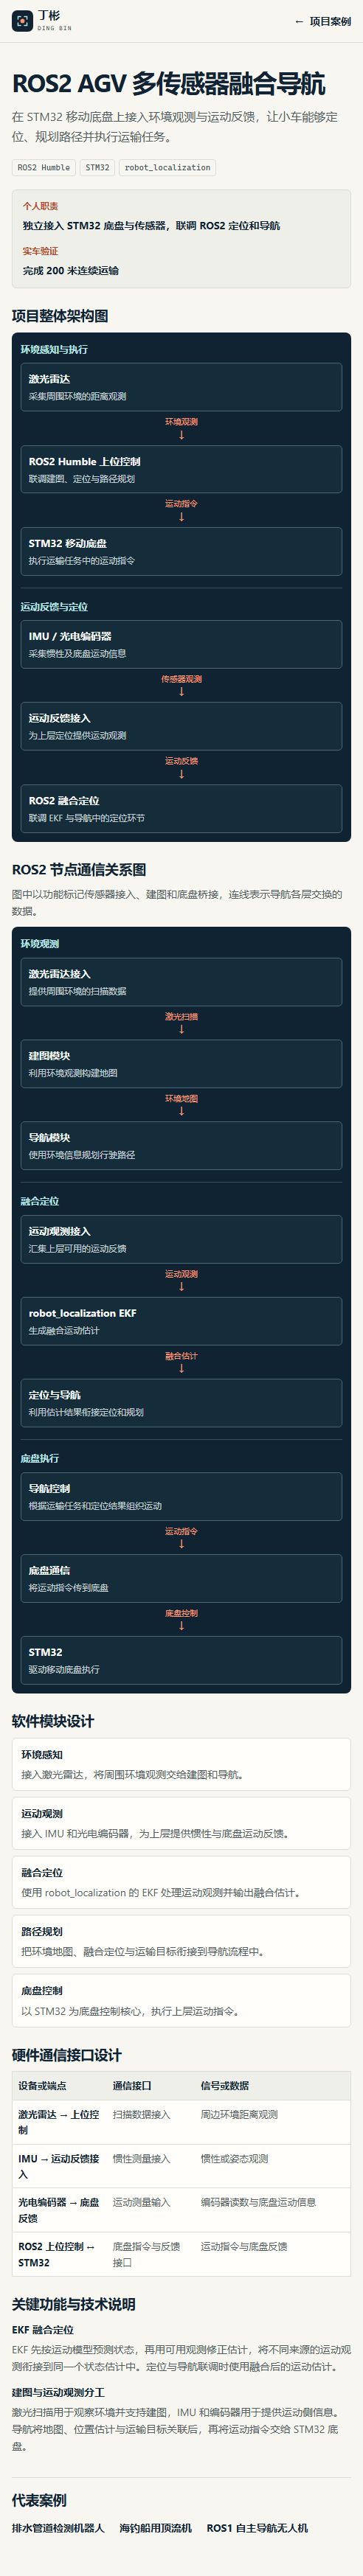 丁彬
DING BIN
← 项目案例
ROS2 AGV 多传感器融合导航
在 STM32 移动底盘上接入环境观测与运动反馈，让小车能够定
位、规划路径并执行运输任务。
ROS2 Humble
STM32
robot_localization
个人职责
独立接入 STM32 底盘与传感器，联调 ROS2 定位和导航
实车验证
完成 200 米连续运输
项目整体架构图
环境感知与执行
激光雷达
采集周围环境的距离观测
环境观测
↓
ROS2 Humble 上位控制
联调建图、定位与路径规划
运动指令
↓
STM32 移动底盘
执行运输任务中的运动指令
运动反馈与定位
IMU / 光电编码器
采集惯性及底盘运动信息
传感器观测
↓
运动反馈接入
为上层定位提供运动观测
运动反馈
↓
ROS2 融合定位
联调 EKF 与导航中的定位环节
ROS2 节点通信关系图
图中以功能标记传感器接入、建图和底盘桥接，连线表示导航各层交换的
数据。
环境观测
激光雷达接入
提供周围环境的扫描数据
激光扫描
↓
建图模块
利用环境观测构建地图
环境地图
↓
导航模块
使用环境信息规划行驶路径
融合定位
运动观测接入
汇集上层可用的运动反馈
运动观测
↓
robot_localization EKF
生成融合运动估计
融合估计
↓
定位与导航
利用估计结果衔接定位和规划
底盘执行
导航控制
根据运输任务和定位结果组织运动
运动指令
↓
底盘通信
将运动指令传到底盘
底盘控制
↓
STM32
驱动移动底盘执行
软件模块设计
环境感知
接入激光雷达，将周围环境观测交给建图和导航。
运动观测
接入 IMU 和光电编码器，为上层提供惯性与底盘运动反馈。
融合定位
使用 robot_localization 的 EKF 处理运动观测并输出融合估计。
路径规划
把环境地图、融合定位与运输目标衔接到导航流程中。
底盘控制
以 STM32 为底盘控制核心，执行上层运动指令。
硬件通信接口设计
设备或端点 通信接口 信号或数据
激光雷达 → 上位控
制 扫描数据接入 周边环境距离观测
IMU → 运动反馈接
入 惯性测量接入 惯性或姿态观测
光电编码器 → 底盘
反馈 运动测量输入 编码器读数与底盘运动信息
ROS2 上位控制 ↔
STM32 底盘指令与反馈
接口 运动指令与底盘反馈
关键功能与技术说明
EKF 融合定位
EKF 先按运动模型预测状态，再用可用观测修正估计，将不同来源的运动观
测衔接到同一个状态估计中。定位与导航联调时使用融合后的运动估计。
建图与运动观测分工
激光扫描用于观察环境并支持建图，IMU 和编码器用于提供运动侧信息。
导航将地图、位置估计与运输目标关联后，再将运动指令交给 STM32 底
盘。
代表案例
排水管道检测机器人 海钓船用顶流机 ROS1 自主导航无人机